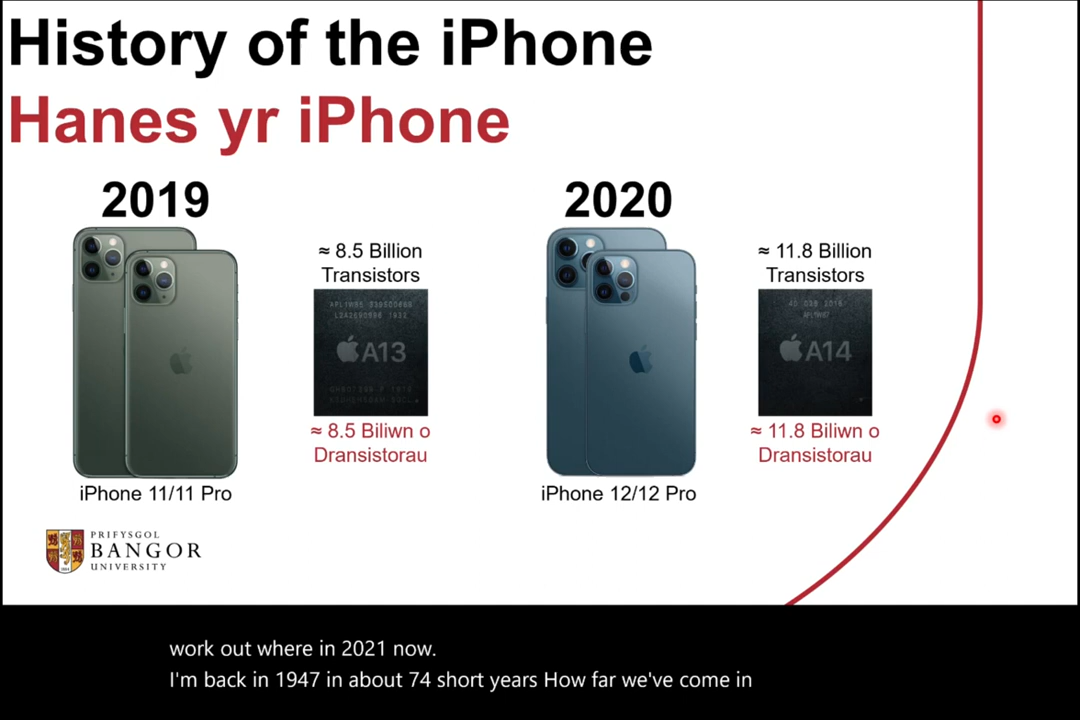 History of the iPhone
Hanes yr iPhone
2019
2020
≈ 8.5 Billion
Transistors
A13
≈ 8.5 Biliwn o
Dransistorau
iPhone 11/11 Pro
≈ 11.8 Billion
Transistors
A14
≈ 11.8 Biliwn o
Dransistorau
iPhone 12/12 Pro
PRIFYSGOL
BANGOR
UNIVERSITY
work out where in 2021 now.
I'm back in 1947 in about 74 short years How far we've come in